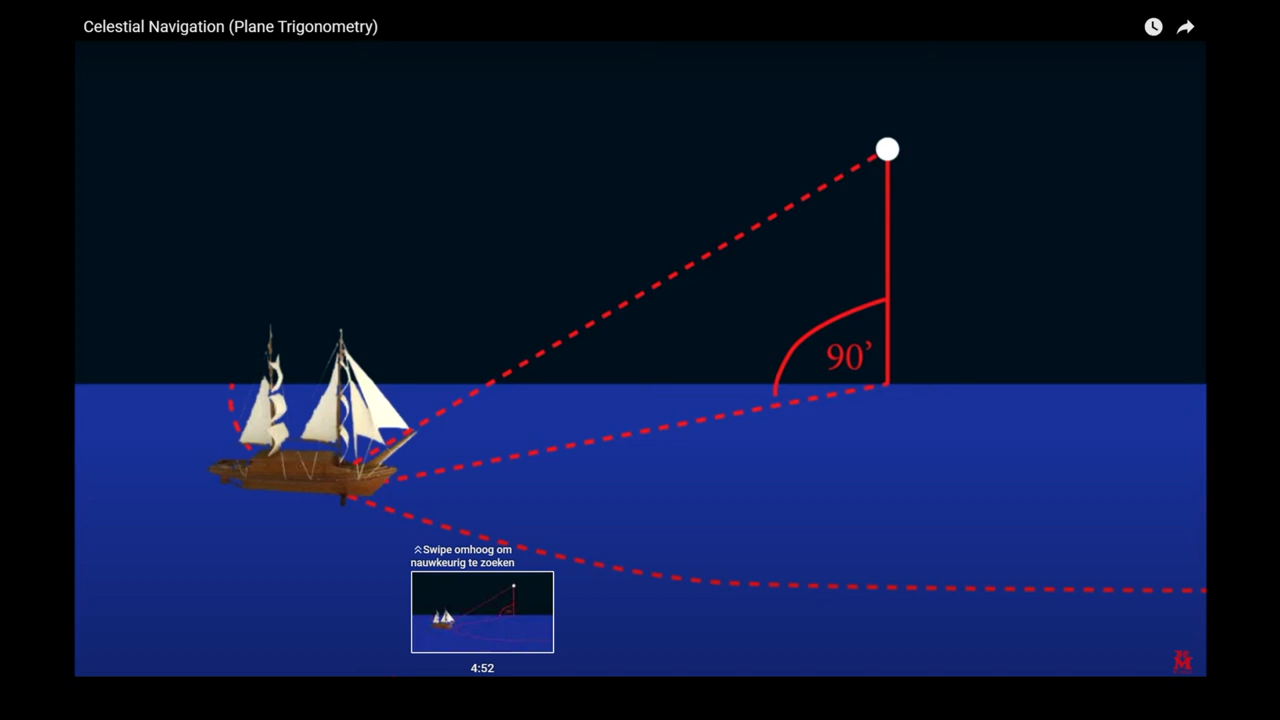 Celestial Navigation (Plane Trigonometry)
90’
Swipe omhoog om
nauwkeurig te zoeken
4:52